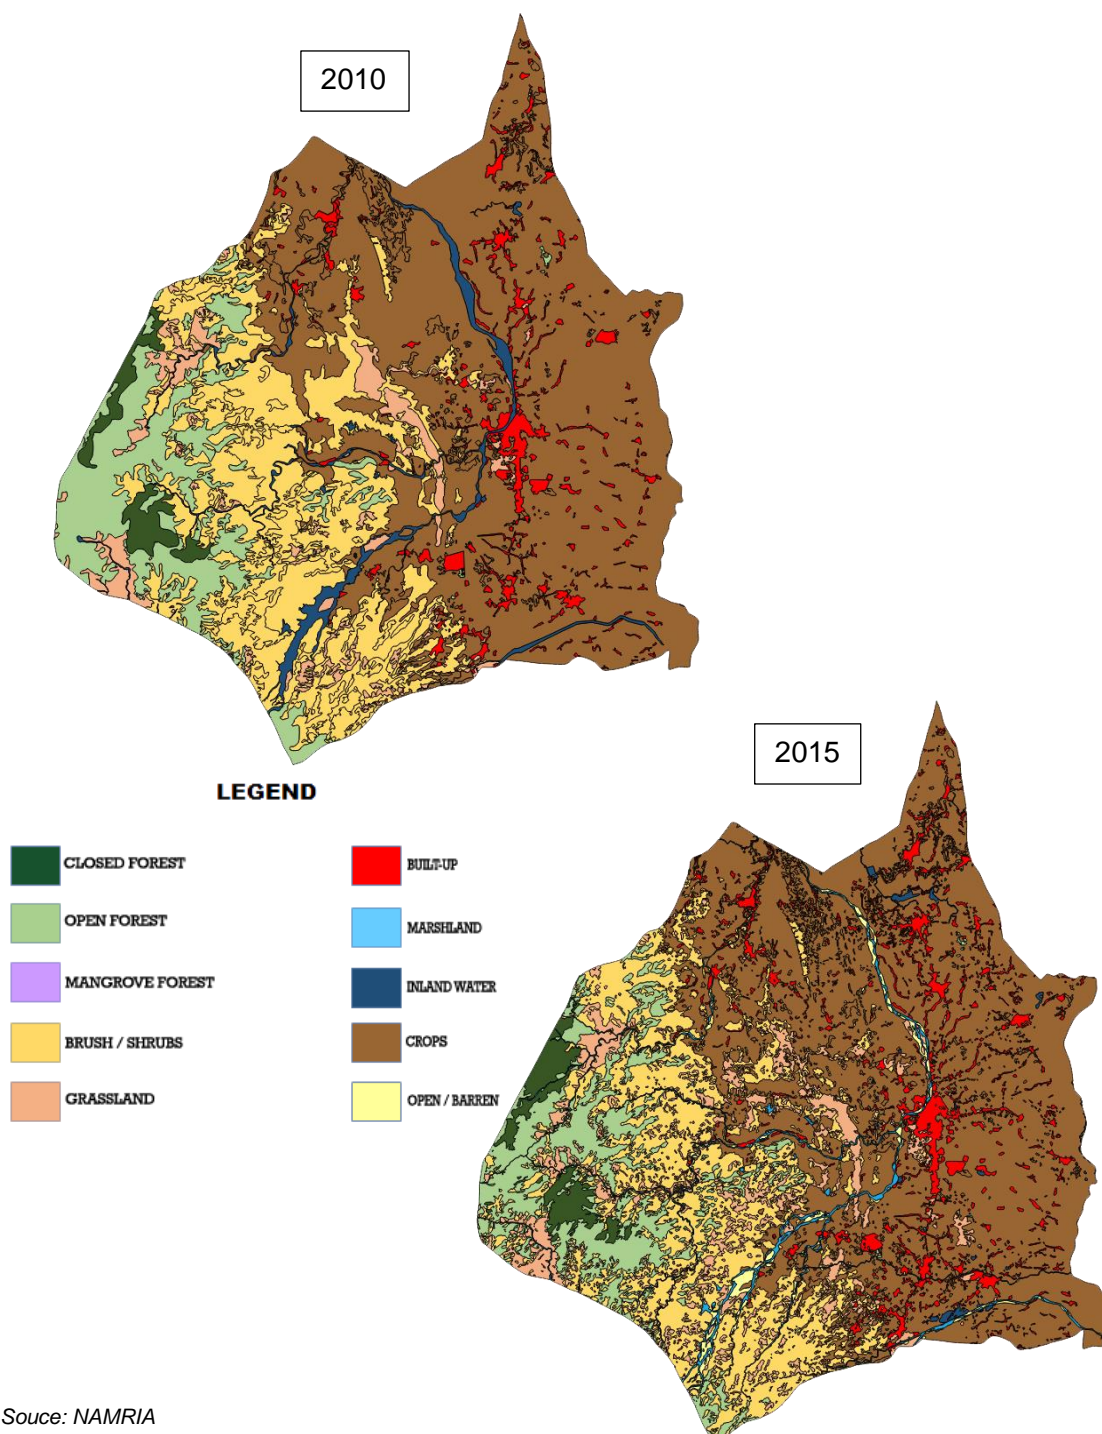 2010
2015
LEGEND
CLOSED FOREST
OPEN FOREST
MANGROVE FOREST
BRUSH / SHRUBS
GRASSLAND
BUILT-UP
MARSHLAND
INLAND WATER
CROPS
OPEN / BARREN
Souce: NAMRIA